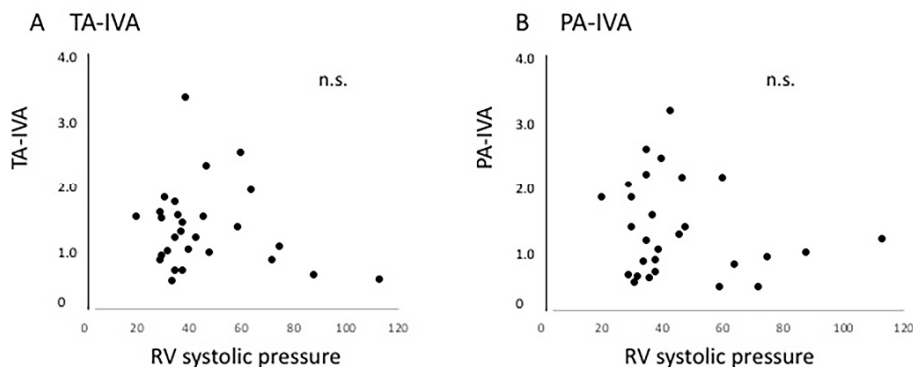 A TA-IVA
4.0
3.0
2.0
1.0
0
TA-IVA
n.s.
0 20 40 60 80 100 120
RV systolic pressure
B PA-IVA
4.0
3.0
2.0
1.0
0
PA-IVA
n.s.
0 20 40 60 80 100 120
RV systolic pressure